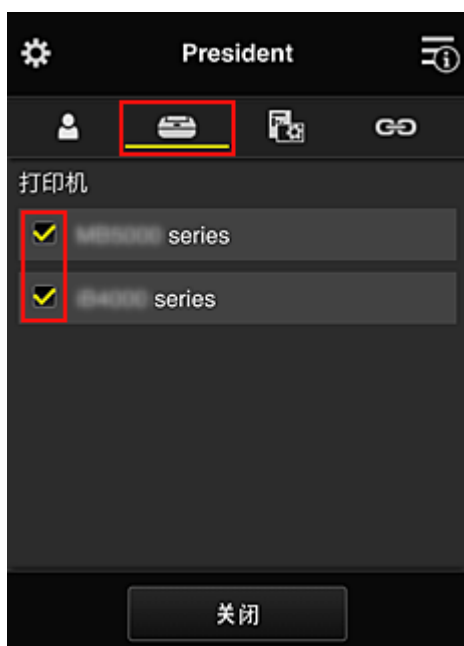 President
打印机
series
series
关闭